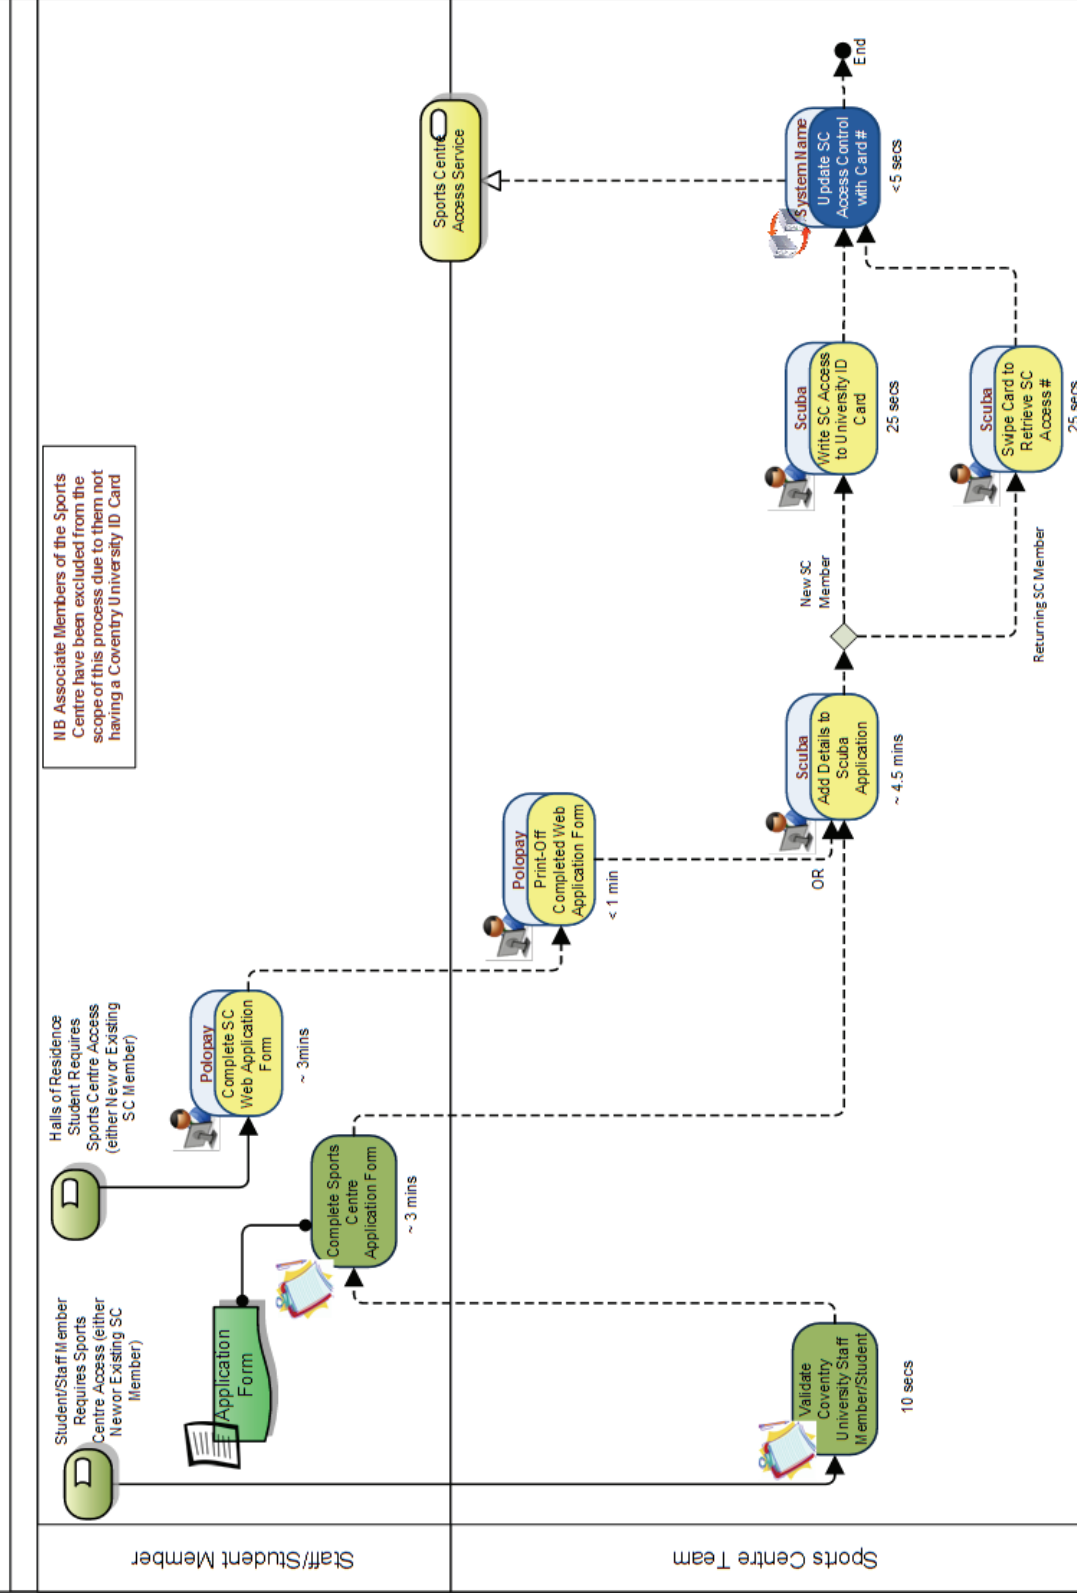 Staff/Student Member
Sports Centre Team
Student/Staff Member
Requires Sports
Centre Access (either
New or Existing SC
Member)
Halls of Residence
Student Requires
Sports Centre Access
(either New or Existing
SC Member)
NB Associate Members of the Sports
Centre have been excluded from the
scope of this process due to them not
having a Coventry University ID Card
Application
Form
Polopay
Complete SC
Web Application
Form
~ 3mins
Complete Sports
Centre
Application Form
~ 3 mins
Sports Centre
Access Service
Polopay
Print-Off
Completed Web
Application Form
< 1 min
Validate
Coventry
University Staff
Member/Student
10 secs
OR
Scuba
Add Details to
Scuba
Application
~ 4.5 mins
New SC
Member
Returning SC Member
Scuba
Write SC Access
to University ID
Card
25 secs
Scuba
Swipe Card to
Retrieve SC
Access #
25 secs
System Name
Update SC
Access Control
with Card #
<5 secs
End